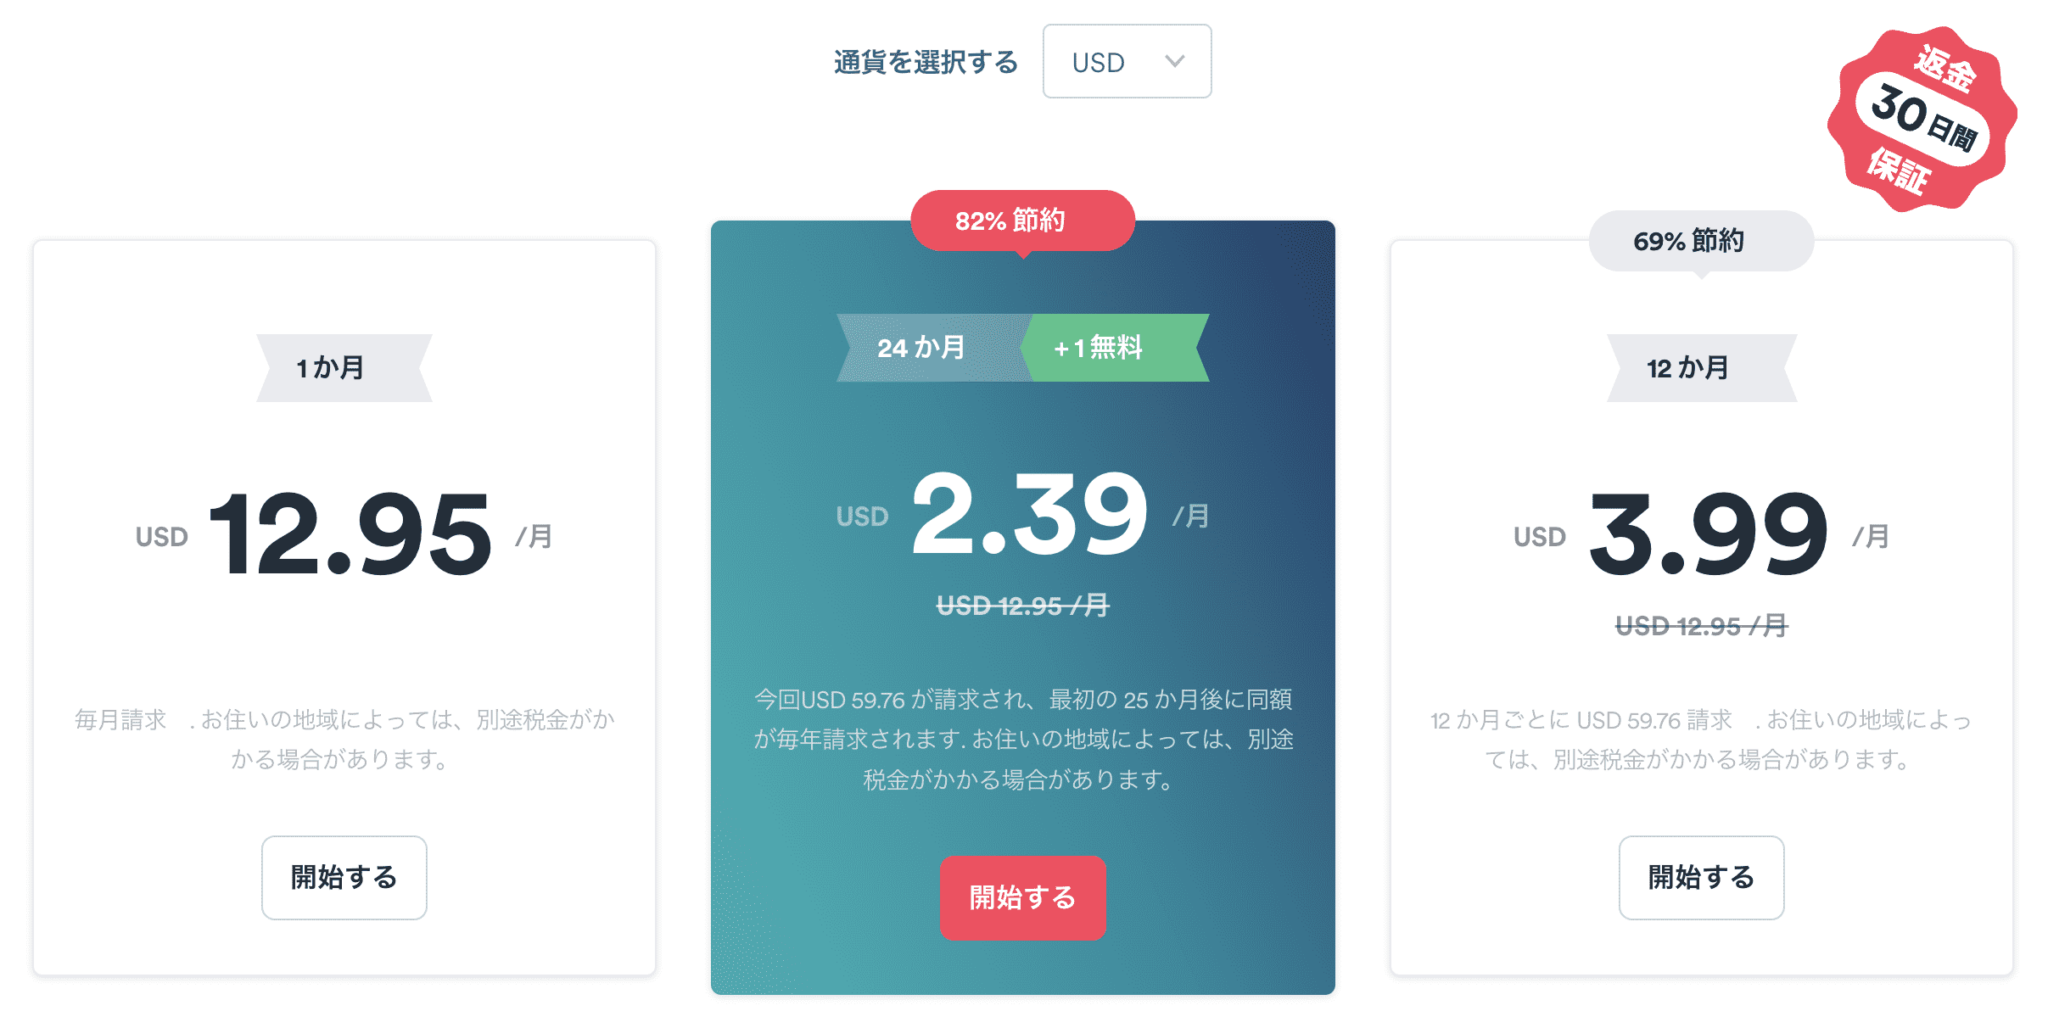 通貨を選択する USD
返金
30日間
保証
1 か月
USD 12.95 /月
毎月請求　. お住いの地域によっては、別途税金がか
かる場合があります。
開始する
82% 節約
24 か月 +1 無料
USD 2.39 /月
USD 12.95 /月
今回USD 59.76 が請求され、最初の 25 か月後に同額
が毎年請求されます. お住いの地域によっては、別途
税金がかかる場合があります。
開始する
69% 節約
12 か月
USD 3.99 /月
USD 12.95 /月
12 か月ごとに USD 59.76 請求　. お住いの地域によっ
ては、別途税金がかかる場合があります。
開始する